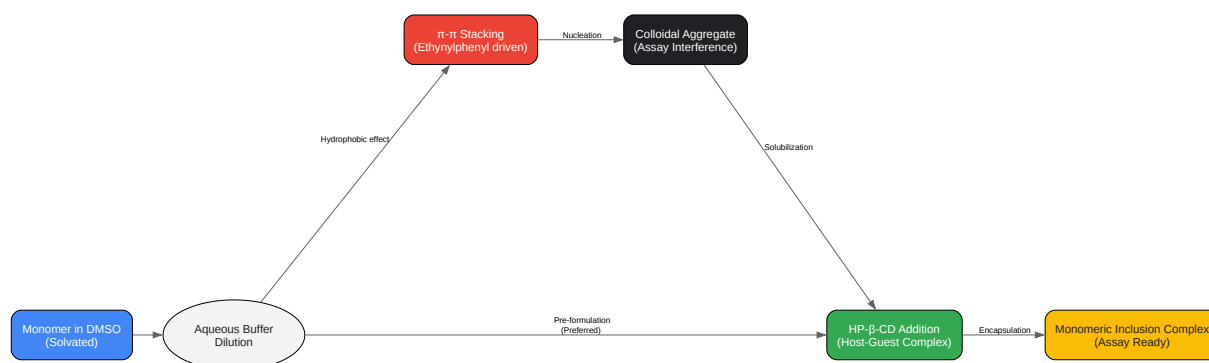 π-π Stacking
(Ethynylphenyl driven)
Nucleation
Colloidal Aggregate
(Assay Interference)
Hydrophobic effect
Solubilization
Monomer in DMSO
(Solvated)
Aqueous Buffer
Dilution
Pre-formulation
(Preferred)
HP-β-CD Addition
(Host-Guest Complex)
Encapsulation
Monomeric Inclusion Complex
(Assay Ready)